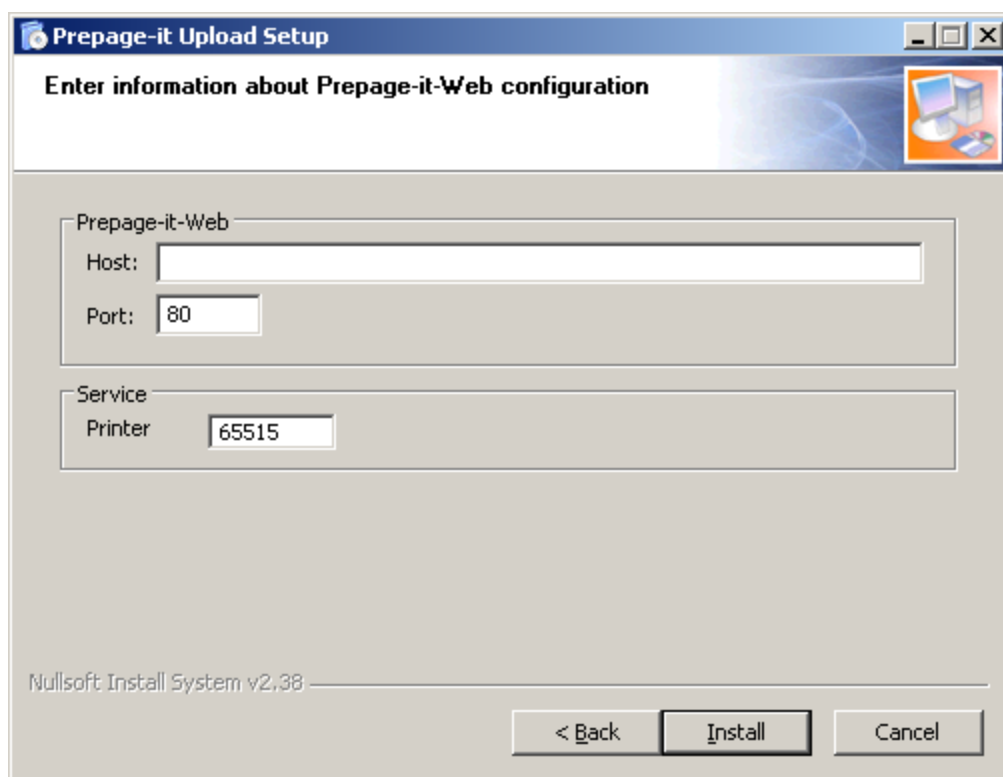 Prepage-it Upload Setup
Enter information about Prepage-it-Web configuration
Prepage-it-Web
Host:
Port: 80
Service
Printer 65515
Nullsoft Install System v2.38
< Back Install Cancel